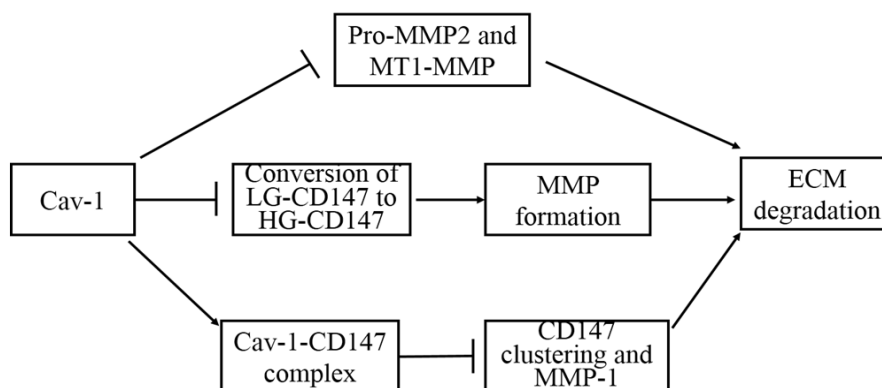 Pro-MMP2 and
MT1-MMP
Cav-1
Conversion of
LG-CD147 to
HG-CD147
MMP
formation
ECM
degradation
Cav-1-CD147
complex
CD147
clustering and
MMP-1